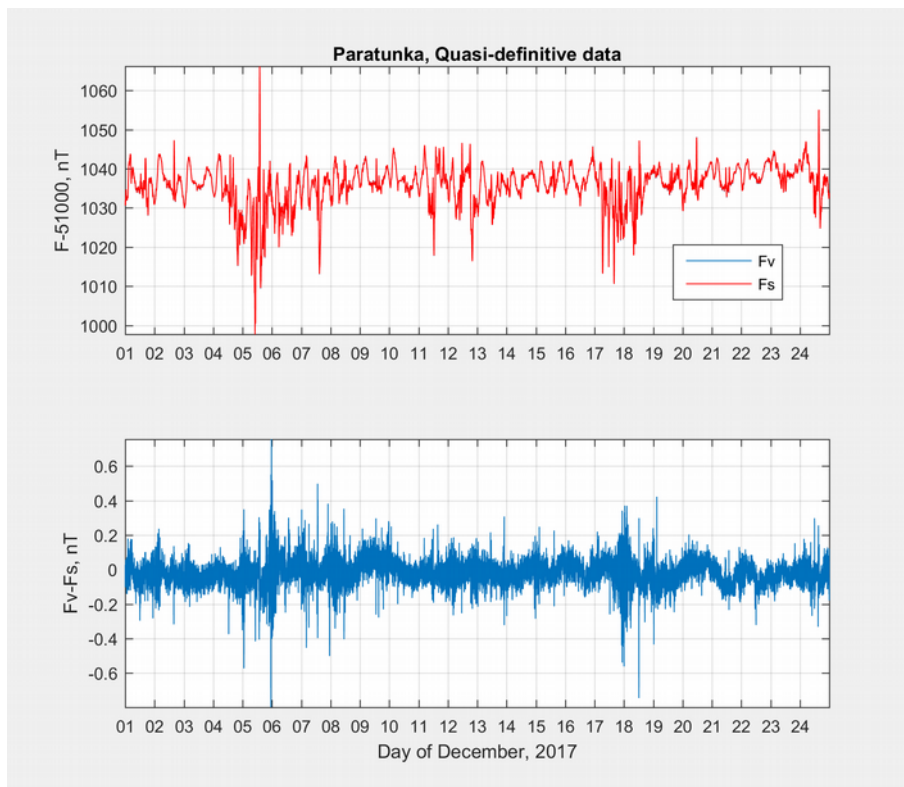 Paratunka, Quasi-definitive data
F-51000, nT
1060
1050
1040
1030
1020
1010
1000
Fv
Fs
01 02 03 04 05 06 07 08 09 10 11 12 13 14 15 16 17 18 19 20 21 22 23 24
Fv-Fs, nT
0.6
0.4
0.2
0
-0.2
-0.4
-0.6
01 02 03 04 05 06 07 08 09 10 11 12 13 14 15 16 17 18 19 20 21 22 23 24
Day of December, 2017